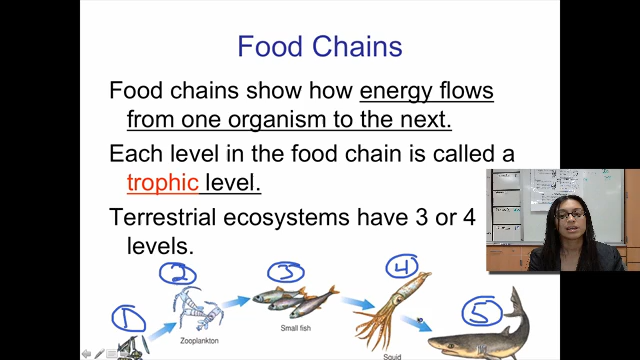 Food Chains
Food chains show how energy flows
from one organism to the next.
Each level in the food chain is called a
trophic level.
Terrestrial ecosystems have 3 or 4
levels.
1
2
3
4
5
Zooplankton
Small fish
Squid